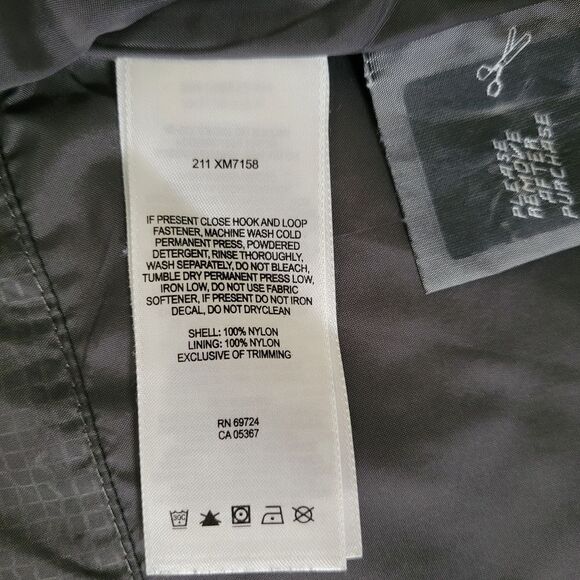 211 XM7158
IF PRESENT CLOSE HOOK AND LOOP
FASTENER, MACHINE WASH COLD
PERMANENT PRESS, POWDERED
DETERGENT, RINSE THOROUGHLY,
WASH SEPARATELY, DO NOT BLEACH,
TUMBLE DRY PERMANENT PRESS LOW,
IRON LOW, DO NOT USE FABRIC
SOFTENER, IF PRESENT DO NOT IRON
DECAL, DO NOT DRYCLEAN
SHELL: 100% NYLON
LINING: 100% NYLON
EXCLUSIVE OF TRIMMING
RN 69724
CA 05367
30C
PLEASE
REMOVE
AFTER
PURCHASE